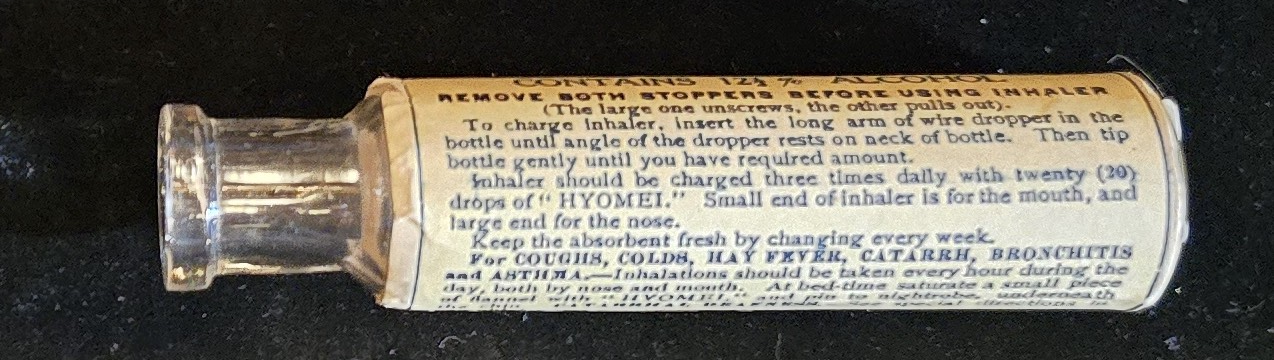 CONTAINS 12½ % ALCOHOL
REMOVE BOTH STOPPERS BEFORE USING INHALER
(The large one unscrews, the other pulls out).
To charge inhaler, insert the long arm of wire dropper in the
bottle until angle of the dropper rests on neck of bottle. Then tip
bottle gently until you have required amount.
Inhaler should be charged three times daily with twenty (20)
drops of "HYOMEI." Small end of inhaler is for the mouth, and
large end for the nose.
Keep the absorbent fresh by changing every week.
For COUGHS, COLDS, HAY FEVER, CATARRH, BRONCHITIS
and ASTHMA.—Inhalations should be taken every hour during the
day, both by nose and mouth. At bed-time saturate a small piece
of flannel with "HYOMEI," and pin to nightrobe, underneath